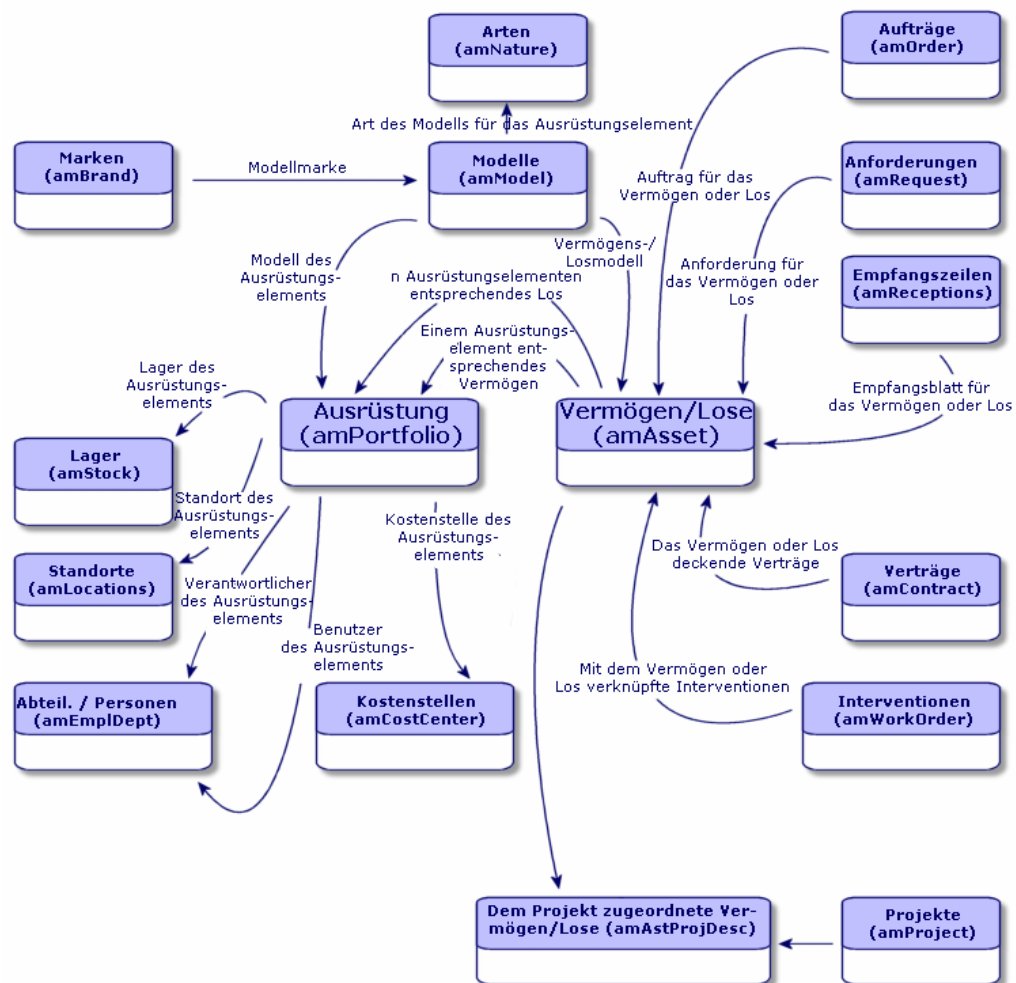 Arten
(amNature)
Aufträge
(amOrder)
Art des Modells für das Ausrüstungselement
Marken
(amBrand)
Modellmarke
Modelle
(amModel)
Auftrag für das
Vermögen oder Los
Anforderungen
(amRequest)
Modell des
Ausrüstungs-
elements
Vermögens-/
Losmodell
n Ausrüstungselementen
entsprechendes Los
Anforderung für
das Vermögen oder
Los
Empfangszeilen
(amReceptions)
Einem Ausrüstungs-
element ent-
sprechendes
Vermögen
Lager des
Ausrüstungs-
elements
Empfangsblatt für
das Vermögen oder Los
Ausrüstung
(amPortfolio)
Vermögen/Lose
(amAsset)
Lager
(amStock)
Standort des
Ausrüstungs-
elements
Kostenstelle des
Ausrüstungs-
elements
Das Vermögen oder Los
deckende Verträge
Standorte
(amLocations)
Verträge
(amContract)
Verantwortlicher
des Ausrüstungs-
elements
Benutzer
des Ausrüstungs-
elements
Mit dem Vermögen oder
Los verknüpfte Interventionen
Abteil. / Personen
(amEmplDept)
Kostenstellen
(amCostCenter)
Interventionen
(amWorkOrder)
Dem Projekt zugeordnete Ver-
mögen/Lose (amAstProjDesc)
Projekte
(amProject)